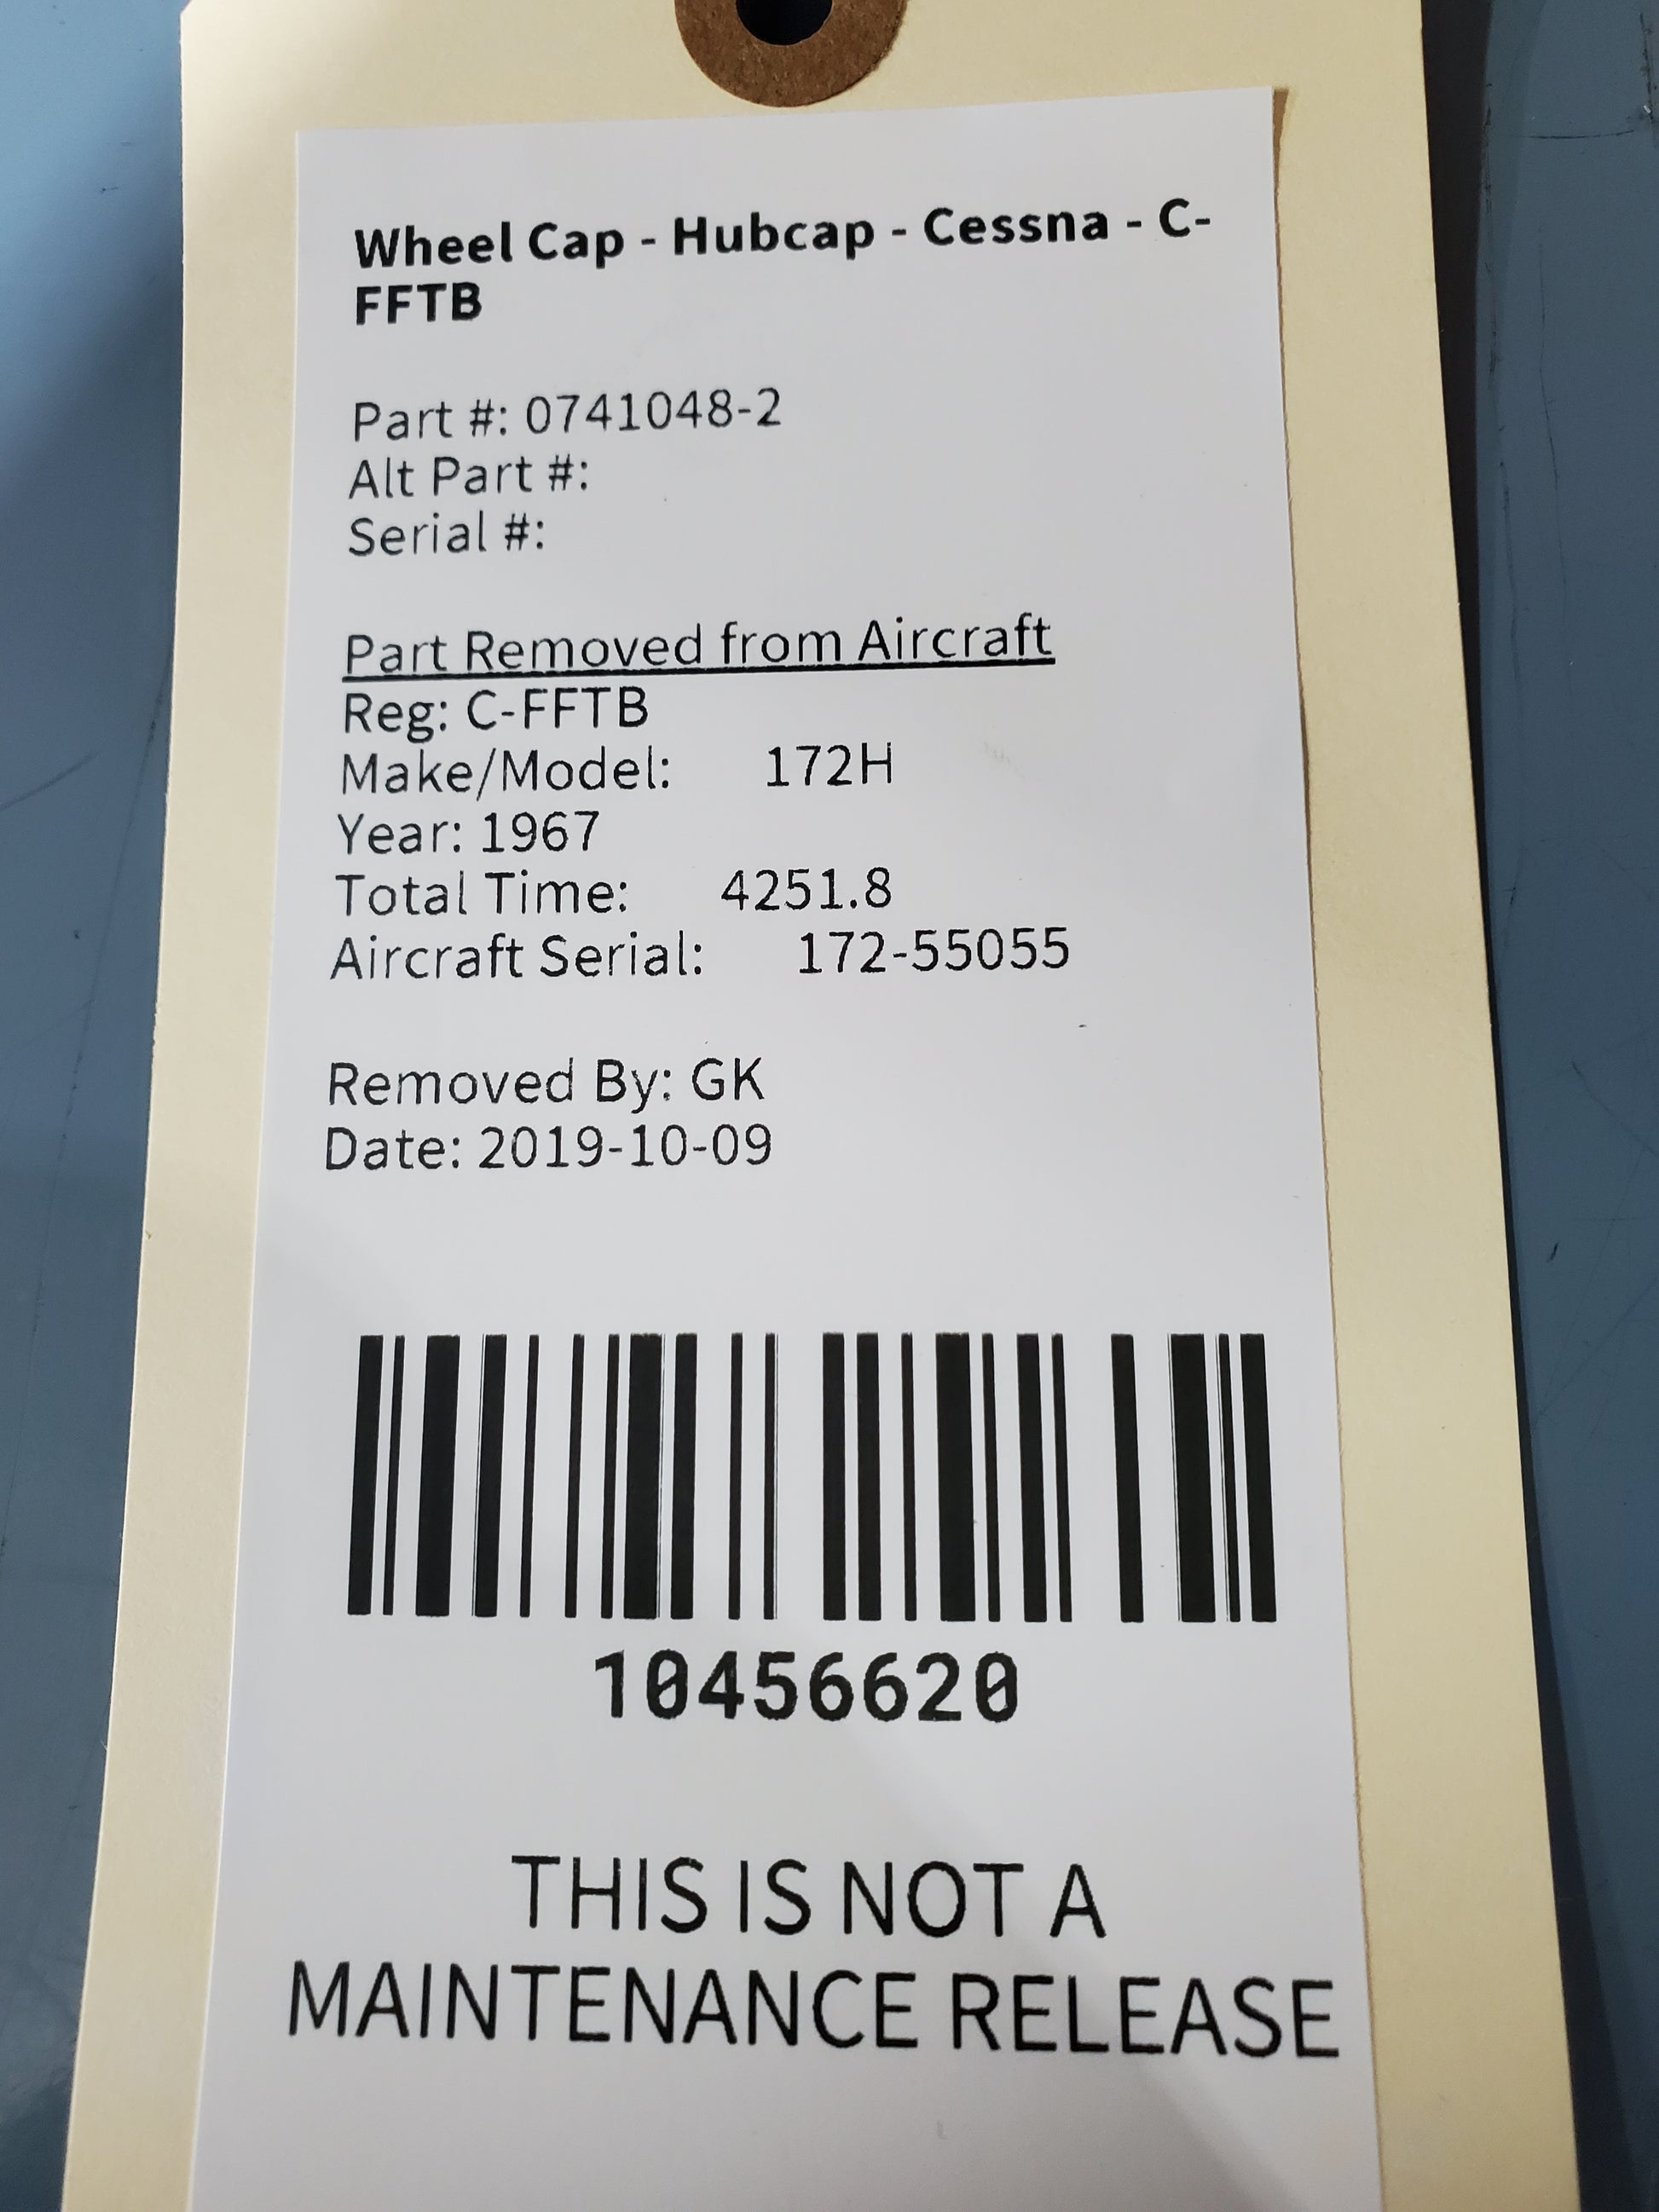 Wheel Cap - Hubcap - Cessna - C-
FFTB
Part #: 0741048-2
Alt Part #:
Serial #:
Part Removed from Aircraft
Reg: C-FFTB
Make/Model: 172H
Year: 1967
Total Time: 4251.8
Aircraft Serial: 172-55055
Removed By: GK
Date: 2019-10-09
10456620
THIS IS NOT A
MAINTENANCE RELEASE